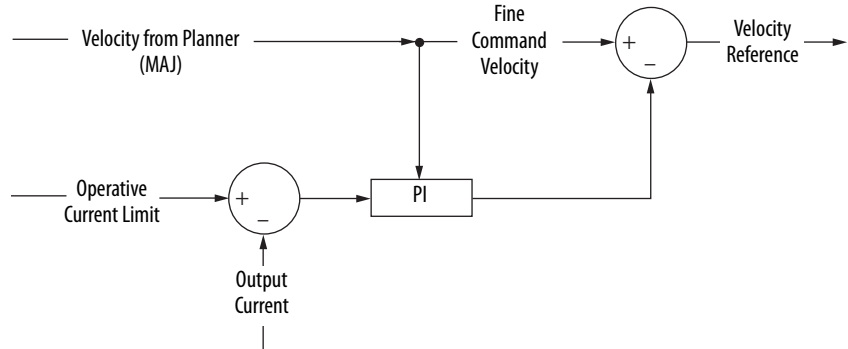 Velocity from Planner
(MAJ)
Fine
Command
Velocity
+
−
Velocity
Reference
Operative
Current Limit
+
−
PI
Output
Current